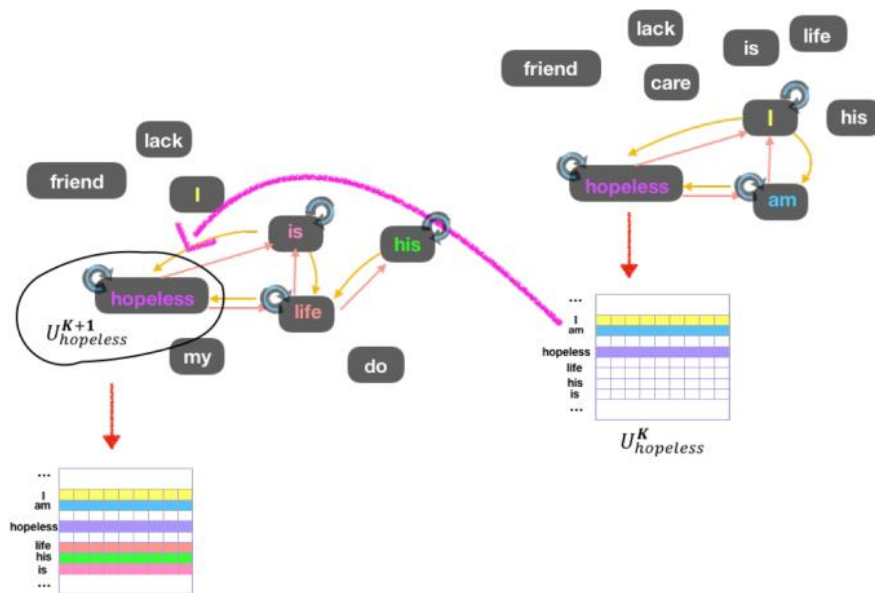 lack
is
life
friend
care
I
his
hopeless
am
lack
friend
I
is
his
hopeless
life
U^{K+1}_{hopeless}
my
do
...
I
am
hopeless
life
his
is
...
U^{K}_{hopeless}
...
I
am
hopeless
life
his
is
...